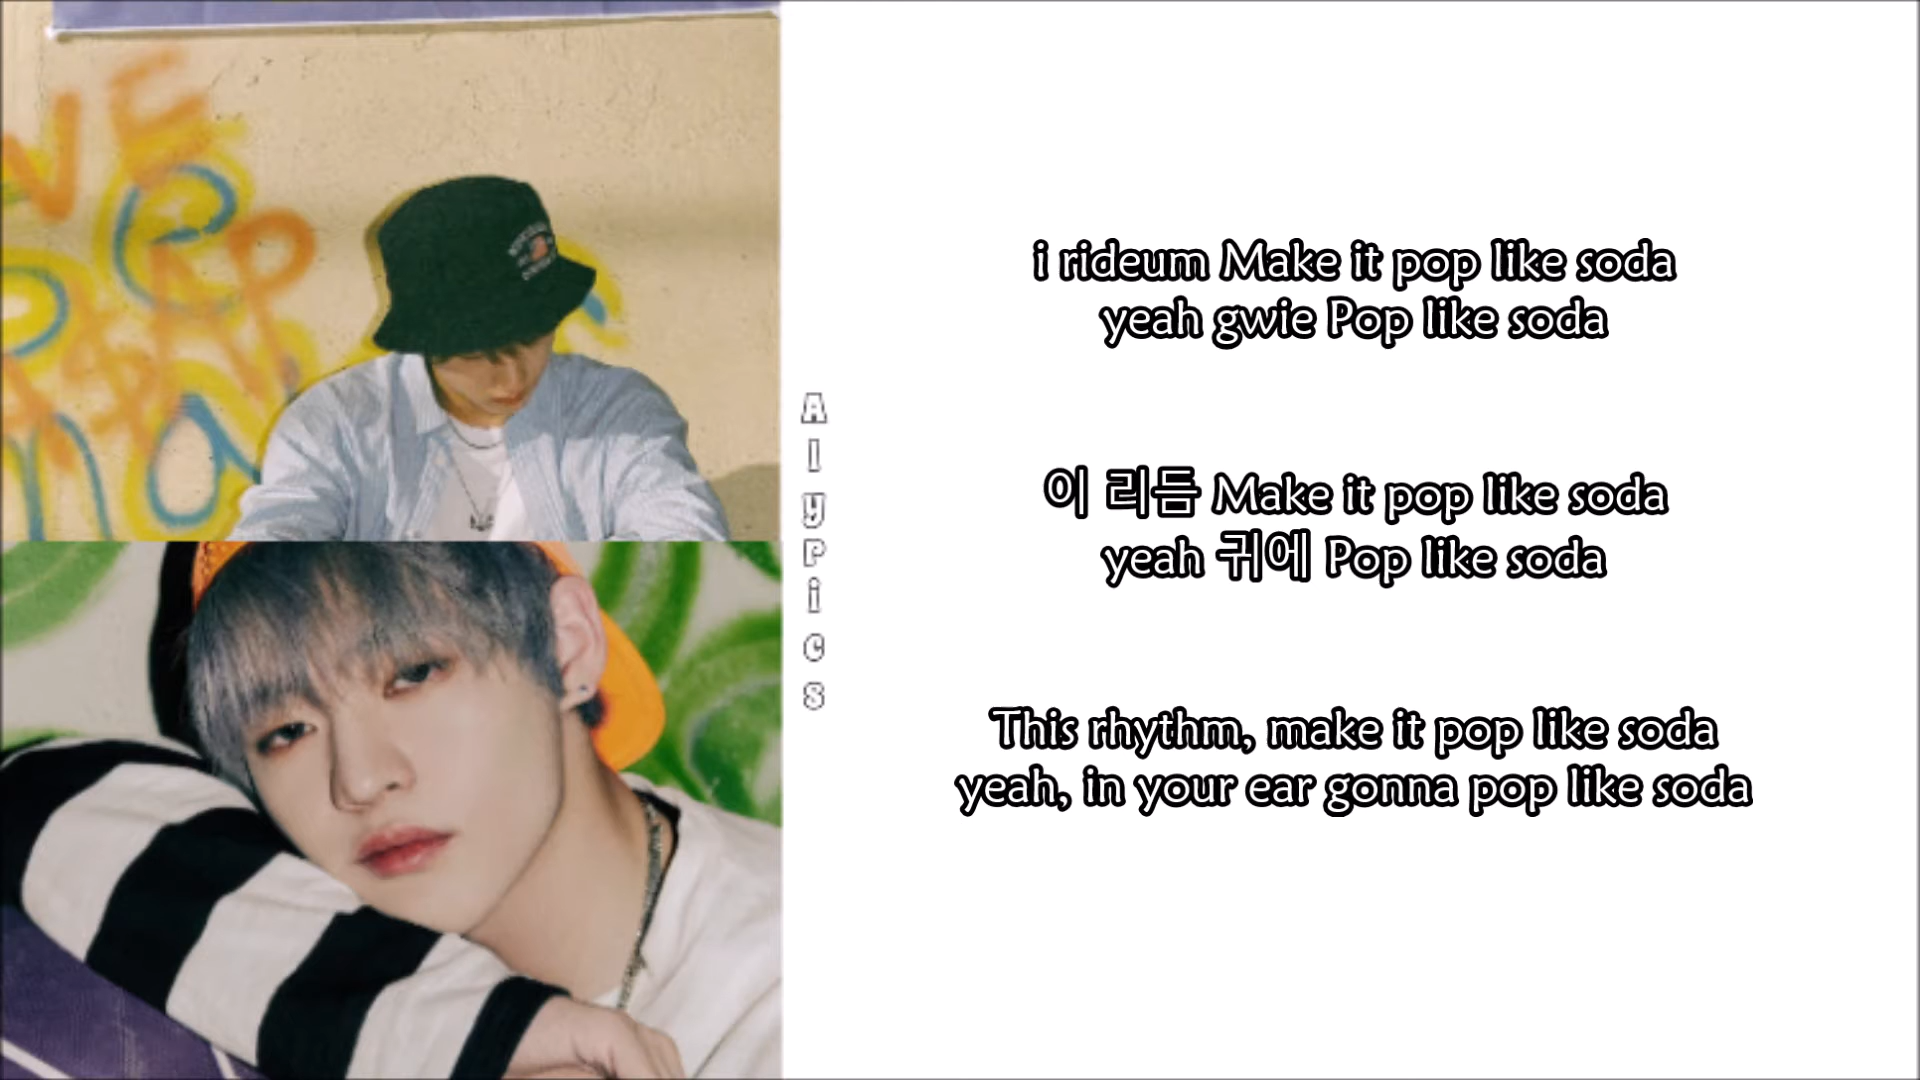 i rideum Make it pop like soda
yeah gwie Pop like soda
이 리듬 Make it pop like soda
yeah 귀에 Pop like soda
This rhythm, make it pop like soda
yeah, in your ear gonna pop like soda
AlyPics